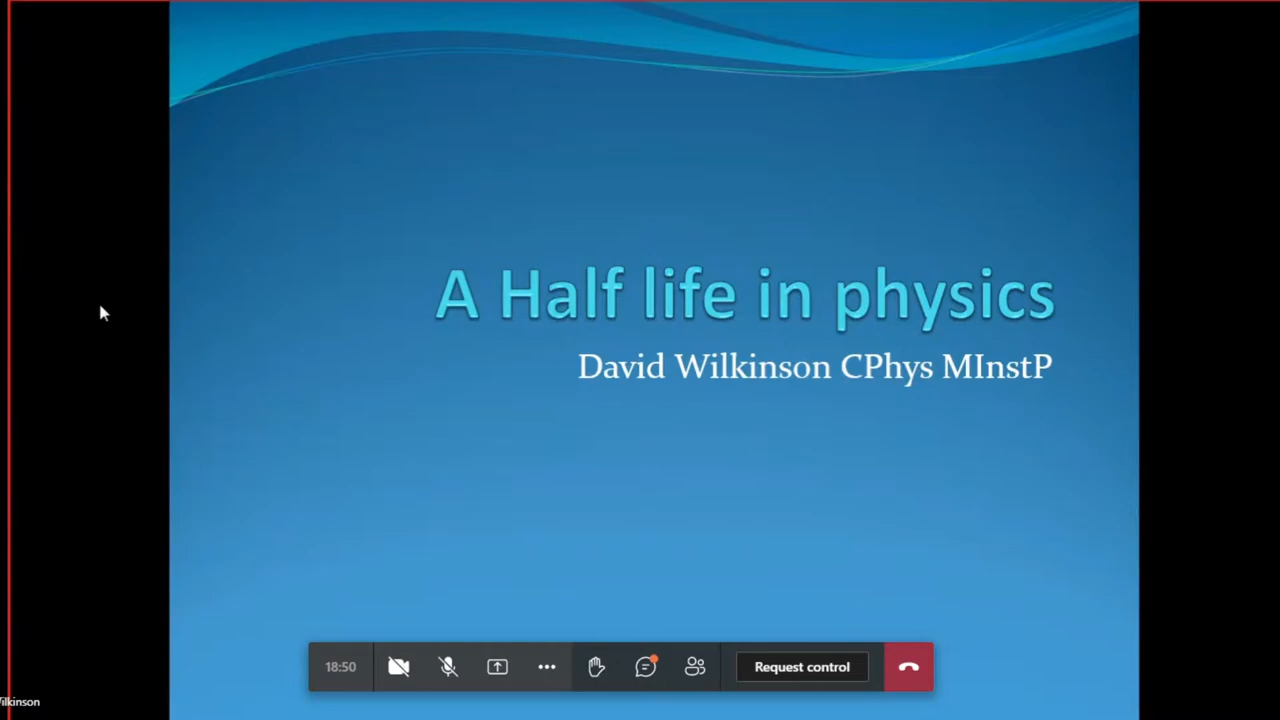 A Half life in physics
David Wilkinson CPhys MInstP
18:50
Request control